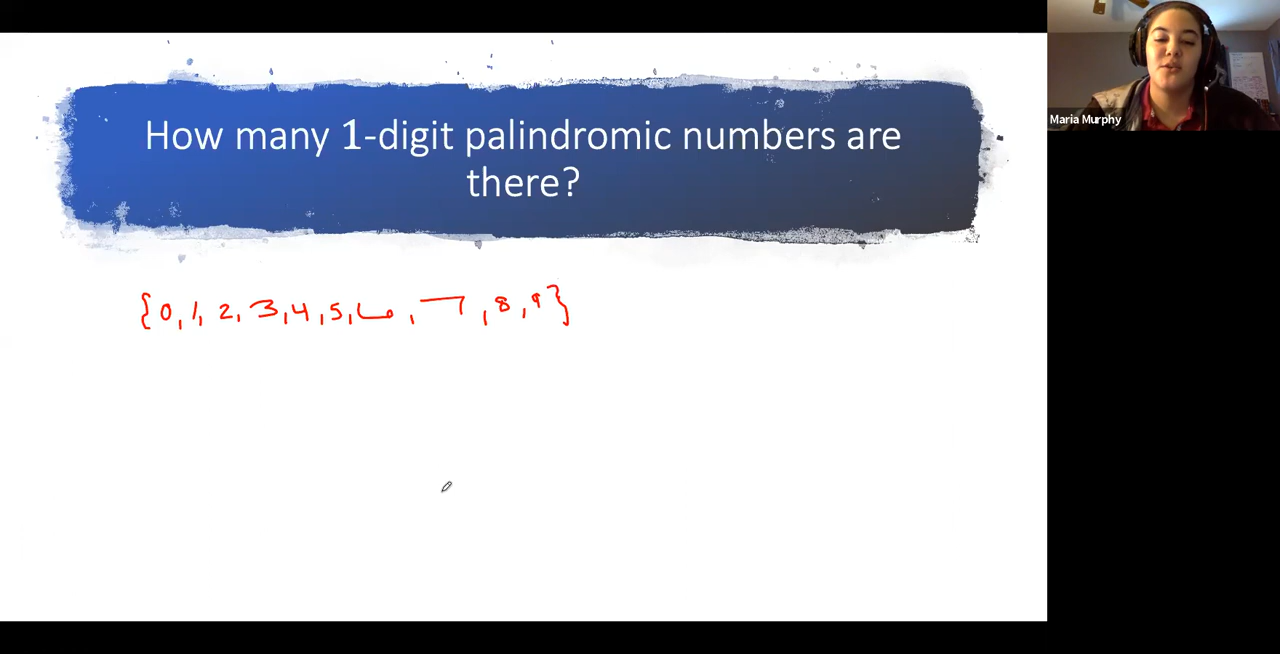 How many 1-digit palindromic numbers are
there?
Maria Murphy
{0, 1, 2, 3, 4, 5, 6, 7, 8, 9}